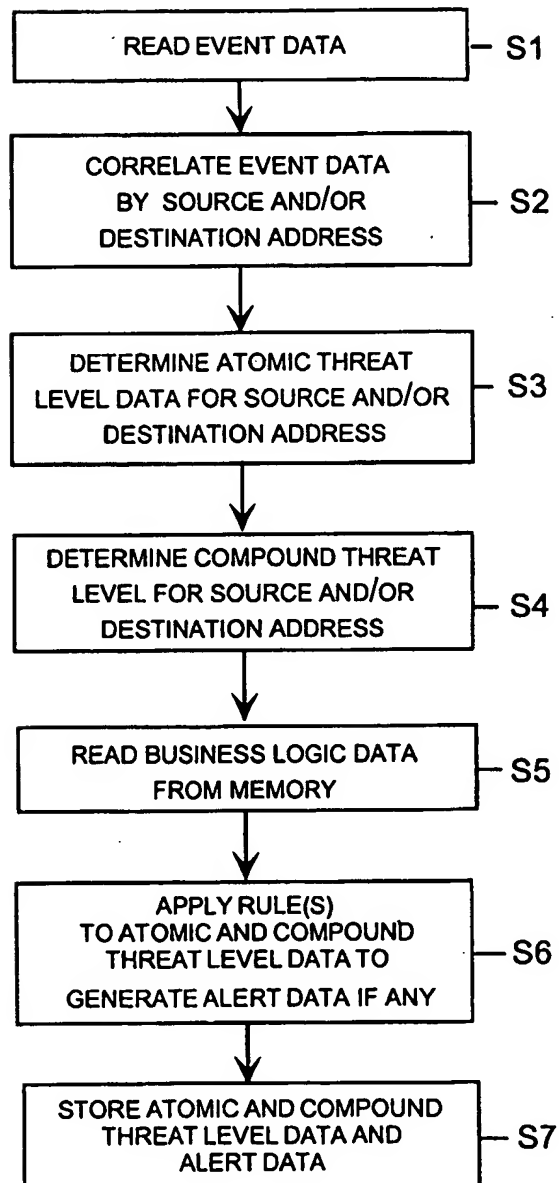 READ EVENT DATA
S1
CORRELATE EVENT DATA
BY SOURCE AND/OR
DESTINATION ADDRESS
S2
DETERMINE ATOMIC THREAT
LEVEL DATA FOR SOURCE AND/OR
DESTINATION ADDRESS
S3
DETERMINE COMPOUND THREAT
LEVEL FOR SOURCE AND/OR
DESTINATION ADDRESS
S4
READ BUSINESS LOGIC DATA
FROM MEMORY
S5
APPLY RULE(S)
TO ATOMIC AND COMPOUND
THREAT LEVEL DATA TO
GENERATE ALERT DATA IF ANY
S6
STORE ATOMIC AND COMPOUND
THREAT LEVEL DATA AND
ALERT DATA
S7